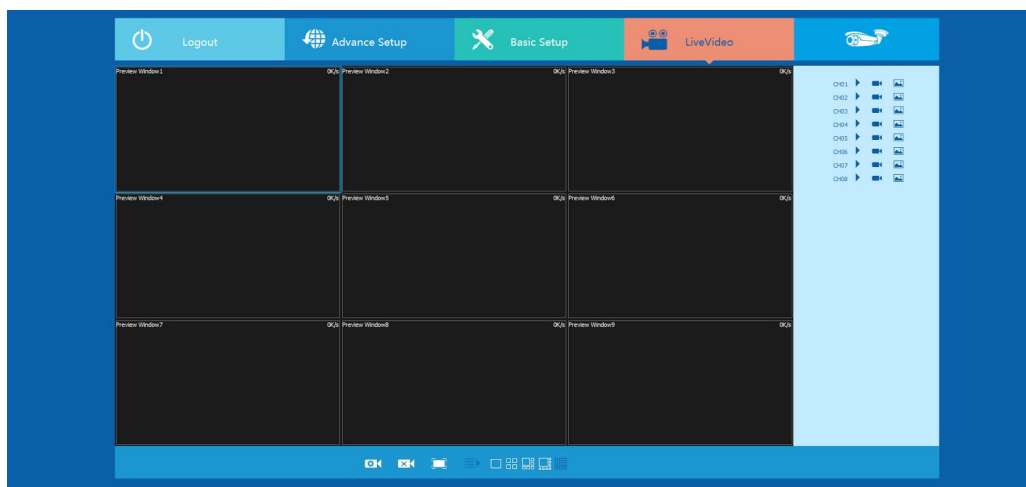 Logout Advance Setup Basic Setup LiveVideo
Preview Window1 0K/s Preview Window2 0K/s Preview Window3 0K/s
CH01
CH02
CH03
CH04
CH05
CH06
CH07
CH08
Preview Window4 0K/s Preview Window5 0K/s Preview Window6 0K/s
Preview Window7 0K/s Preview Window8 0K/s Preview Window9 0K/s